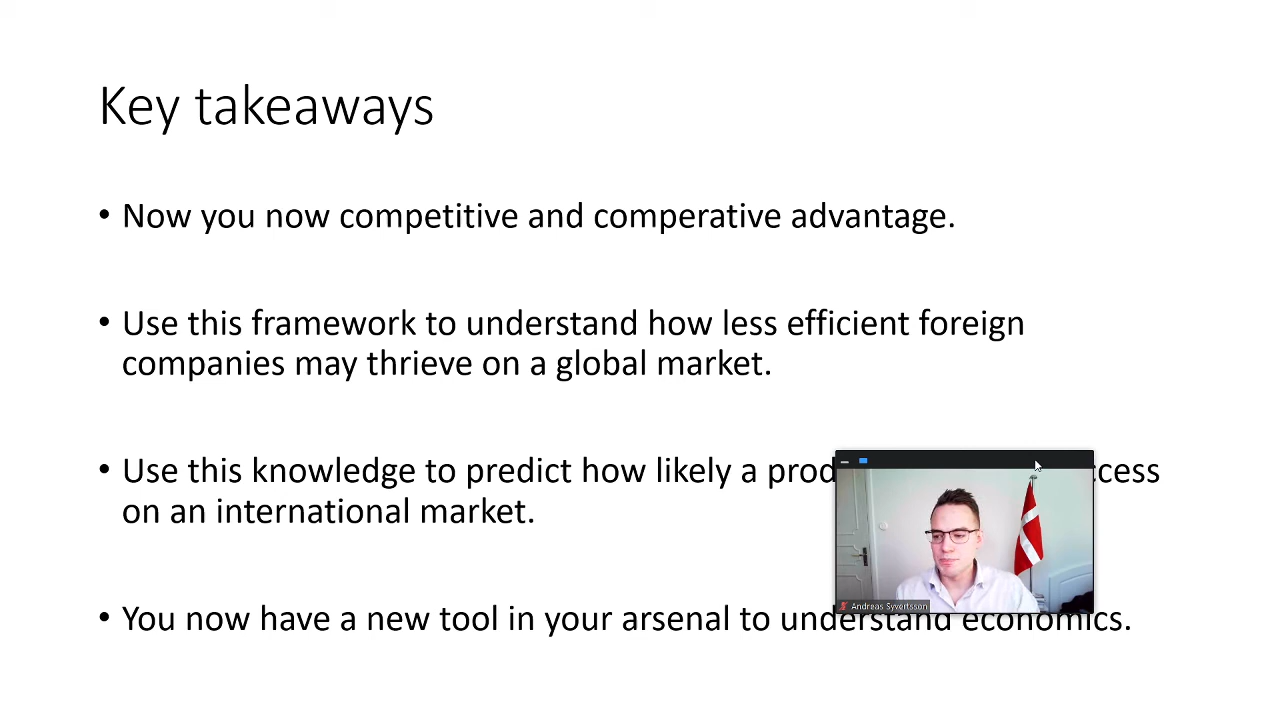 Key takeaways
• Now you now competitive and comperative advantage.
• Use this framework to understand how less efficient foreign
companies may thrieve on a global market.
• Use this knowledge to predict how likely a
on an international market.
Andreas Syvertsson
• You now have a new tool in your arsenal to understand economics.